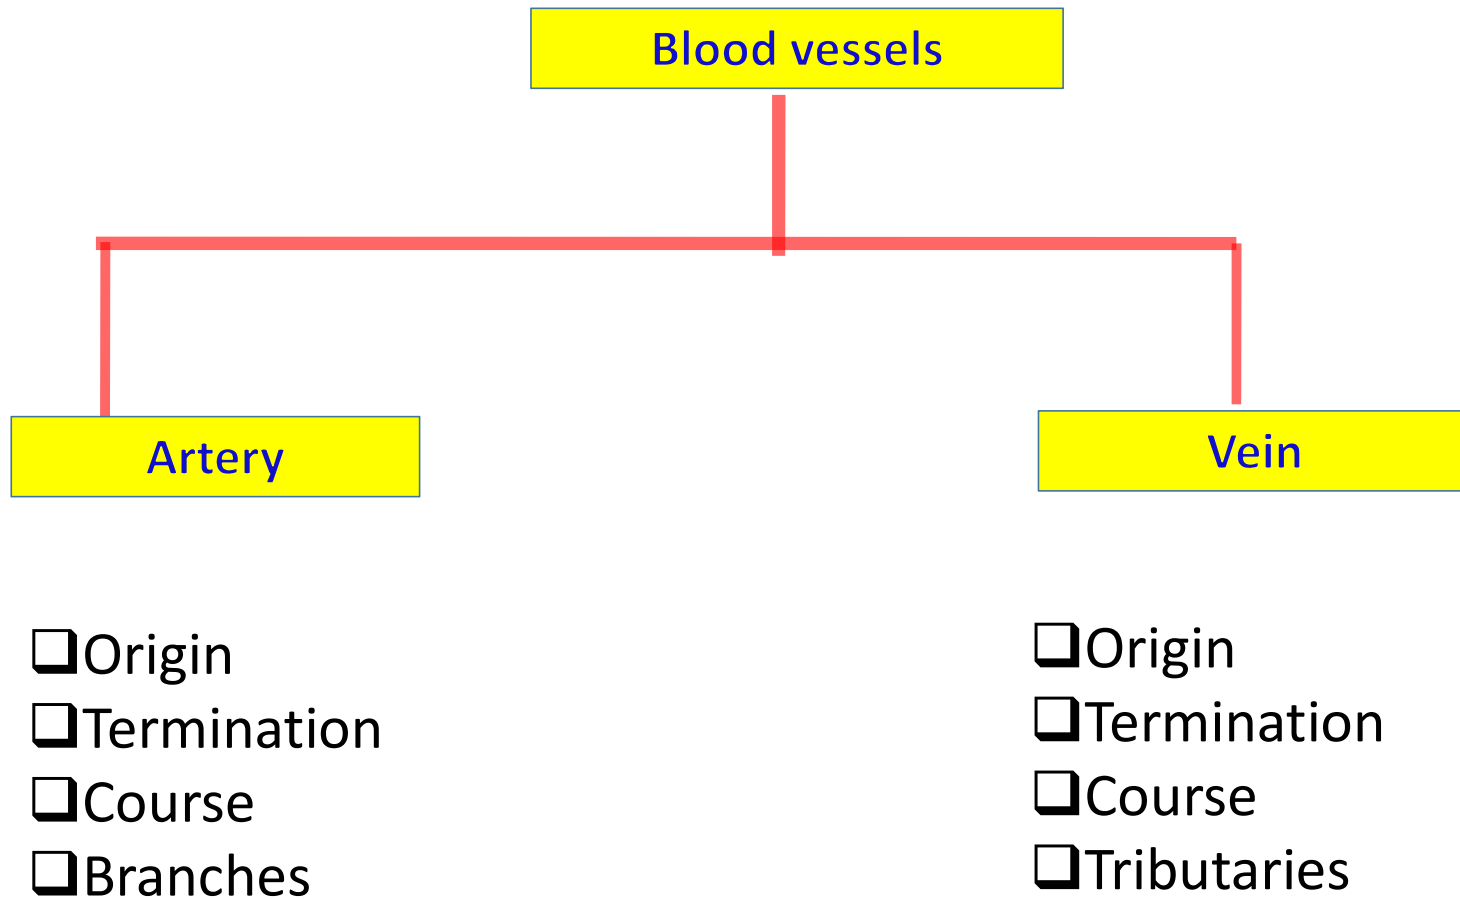 Blood vessels
Artery
Vein
Origin
Termination
Course
Branches
Origin
Termination
Course
Tributaries